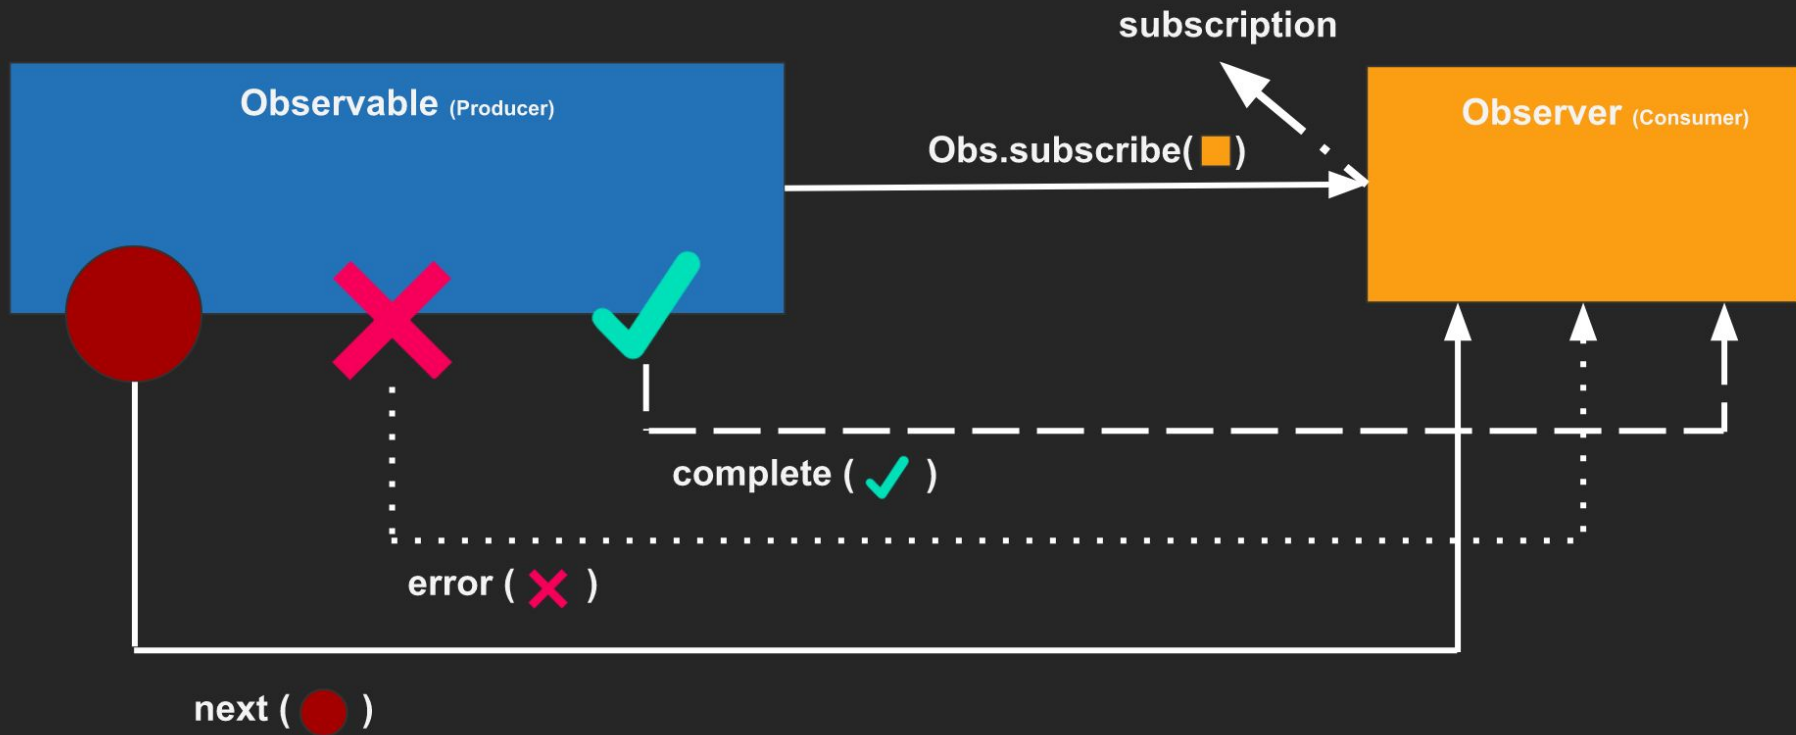 subscription
Observable (Producer)
Observer (Consumer)
Obs.subscribe( )
complete ( )
error ( )
next ( )